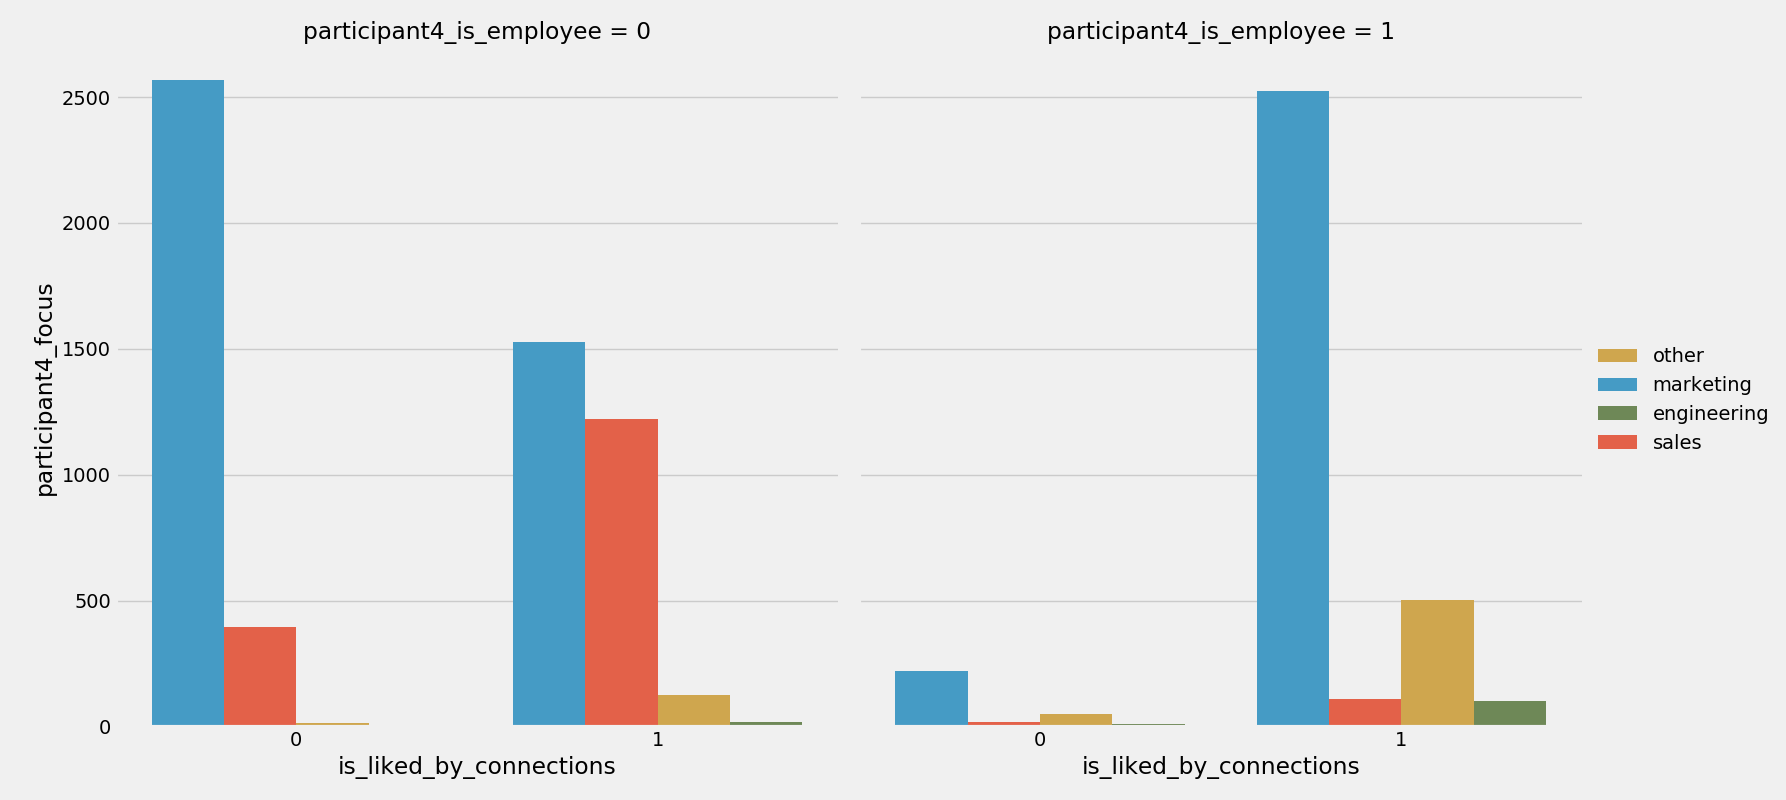 participant4_is_employee = 0
participant4_is_employee = 1
participant4_focus
2500
2000
1500
1000
500
0
0
1
0
1
is_liked_by_connections
is_liked_by_connections
other
marketing
engineering
sales